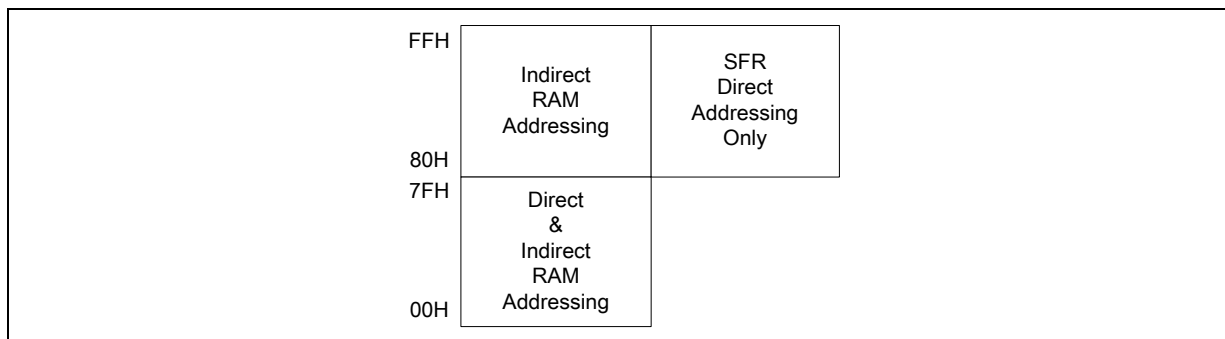 FFH
Indirect
RAM
Addressing
SFR
Direct
Addressing
Only
80H
7FH
Direct
&
Indirect
RAM
Addressing
00H